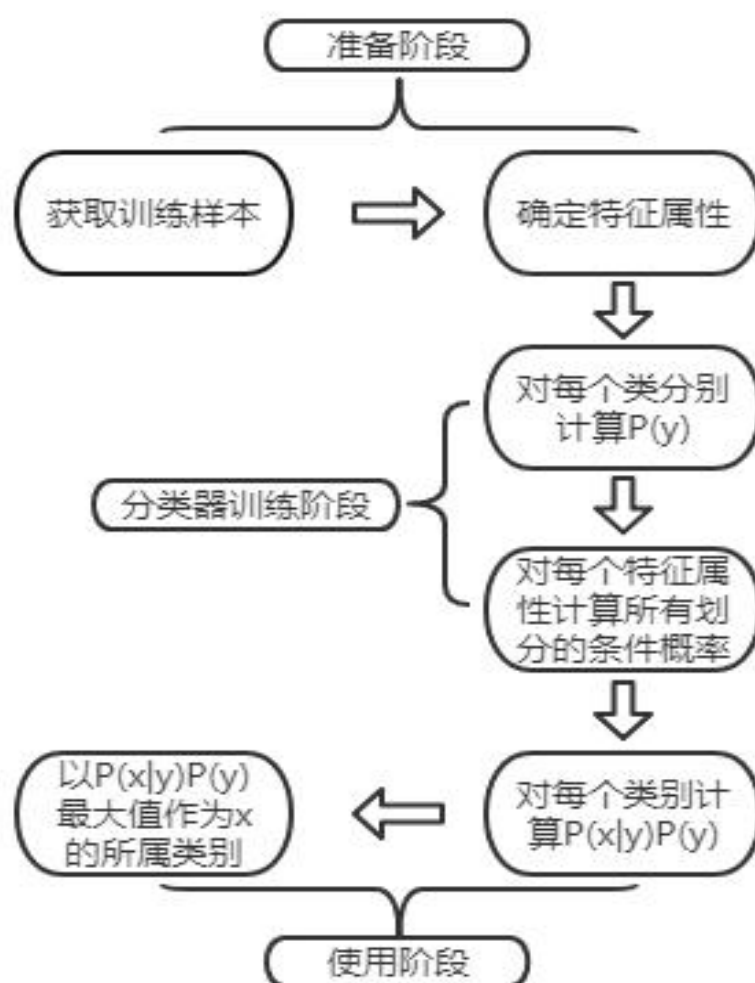 准备阶段
获取训练样本
确定特征属性
对每个类分别
计算P(y)
分类器训练阶段
对每个特征属
性计算所有划
分的条件概率
对每个类别计
算P(x|y)P(y)
以P(x|y)P(y)
最大值作为x
的所属类别
使用阶段